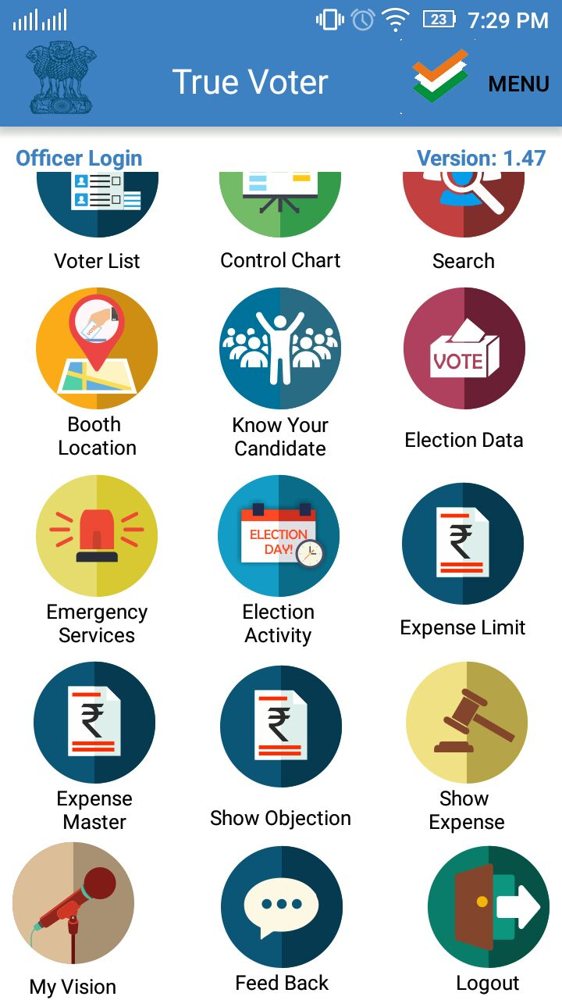 23 7:29 PM
True Voter
MENU
Officer Login
Version: 1.47
Voter List
Control Chart
Search
VOTE
Booth
Location
Know Your
Candidate
VOTE
Election Data
Emergency
Services
ELECTION
DAY!
Election
Activity
₹
Expense Limit
₹
Expense
Master
₹
Show Objection
Show
Expense
My Vision
Feed Back
Logout